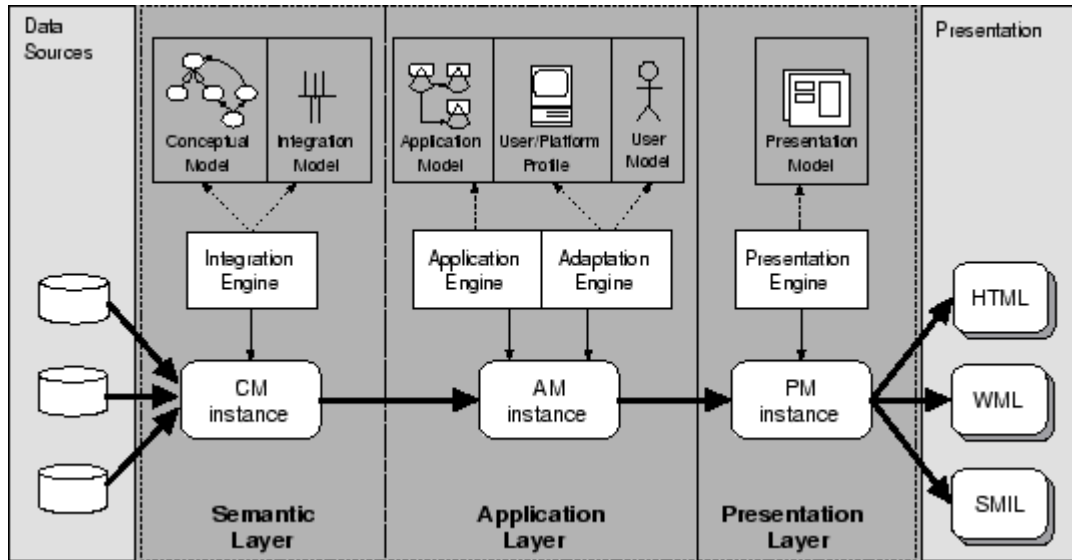 Data
Sources
Conceptual
Model
Integration
Model
Application
Model
User/Platform
Profile
User
Model
Presentation
Model
Presentation
Integration
Engine
Application
Engine
Adaptation
Engine
Presentation
Engine
CM
instance
AM
instance
PM
instance
HTML
WML
SMIL
Semantic
Layer
Application
Layer
Presentation
Layer